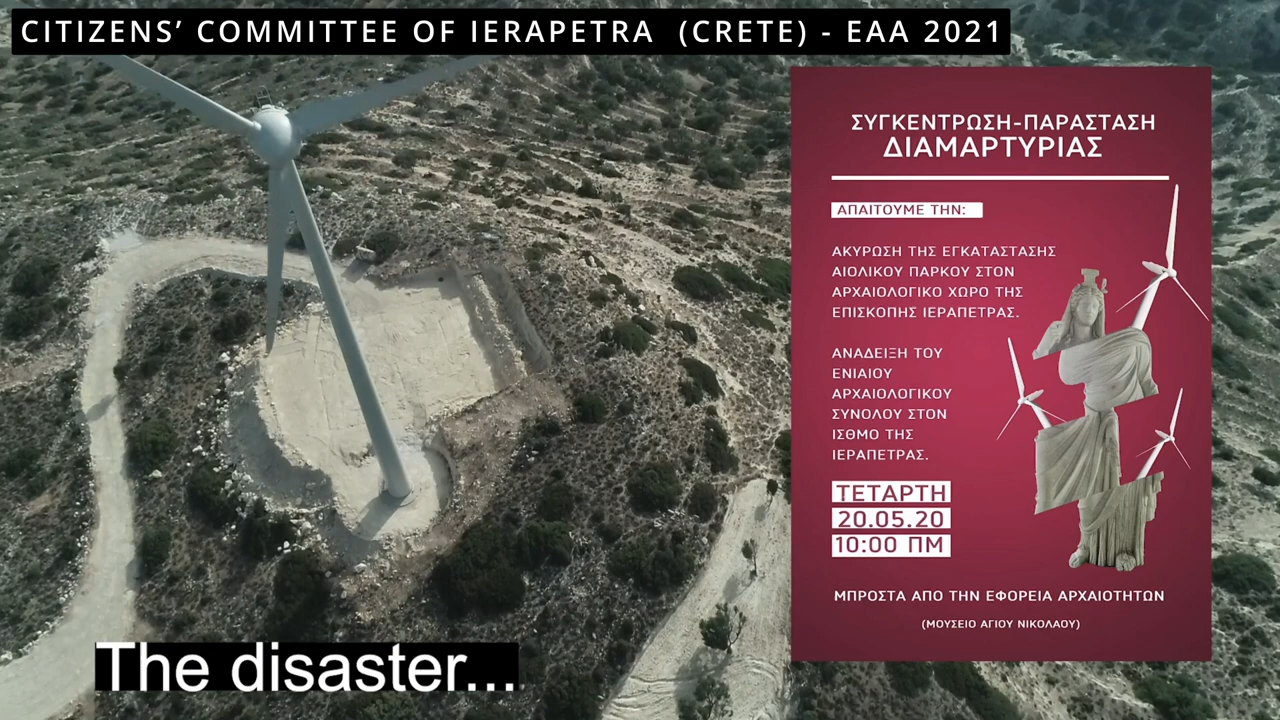 CITIZENS’ COMMITTEE OF IERAPETRA (CRETE) - EAA 2021
ΣΥΓΚΕΝΤΡΩΣΗ-ΠΑΡΑΣΤΑΣΗ
ΔΙΑΜΑΡΤΥΡΙΑΣ
ΑΠΑΙΤΟΥΜΕ ΤΗΝ:
ΑΚΥΡΩΣΗ ΤΗΣ ΕΓΚΑΤΑΣΤΑΣΗΣ
ΑΙΟΛΙΚΟΥ ΠΑΡΚΟΥ ΣΤΟΝ
ΑΡΧΑΙΟΛΟΓΙΚΟ ΧΩΡΟ ΤΗΣ
ΕΠΙΣΚΟΠΗΣ ΙΕΡΑΠΕΤΡΑΣ.
ΑΝΑΔΕΙΞΗ ΤΟΥ
ΕΝΙΑΙΟΥ
ΑΡΧΑΙΟΛΟΓΙΚΟΥ
ΣΥΝΟΛΟΥ ΣΤΟΝ
ΙΣΘΜΟ ΤΗΣ
ΙΕΡΑΠΕΤΡΑΣ.
ΤΕΤΑΡΤΗ
20.05.20
10:00 ΠΜ
ΜΠΡΟΣΤΑ ΑΠΟ ΤΗΝ ΕΦΟΡΕΙΑ ΑΡΧΑΙΟΤΗΤΩΝ
(ΜΟΥΣΕΙΟ ΑΓΙΟΥ ΝΙΚΟΛΑΟΥ)
The disaster...